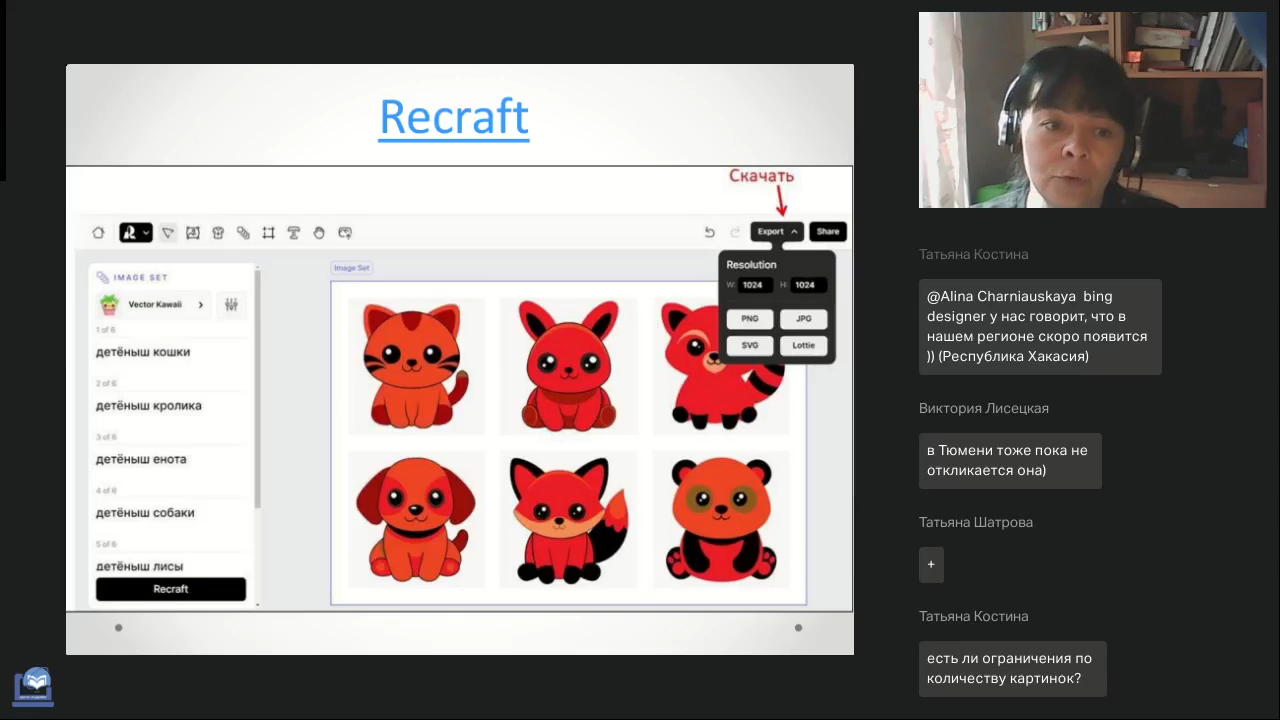 Recraft
Скачать
Export
Share
Resolution
W: 1024 H: 1024
PNG JPG
SVG Lottie
IMAGE SET
Vector Kawaii
1 of 6
детёныш кошки
2 of 6
детёныш кролика
3 of 6
детёныш енота
4 of 6
детёныш собаки
5 of 6
детёныш лисы
Recraft
Image Set
Татьяна Костина
@Alina Charniauskaya bing
designer у нас говорит, что в
нашем регионе скоро появится
)) (Республика Хакасия)
Виктория Лисецкая
в Тюмени тоже пока не
откликается она)
Татьяна Шатрова
+
Татьяна Костина
есть ли ограничения по
количеству картинок?